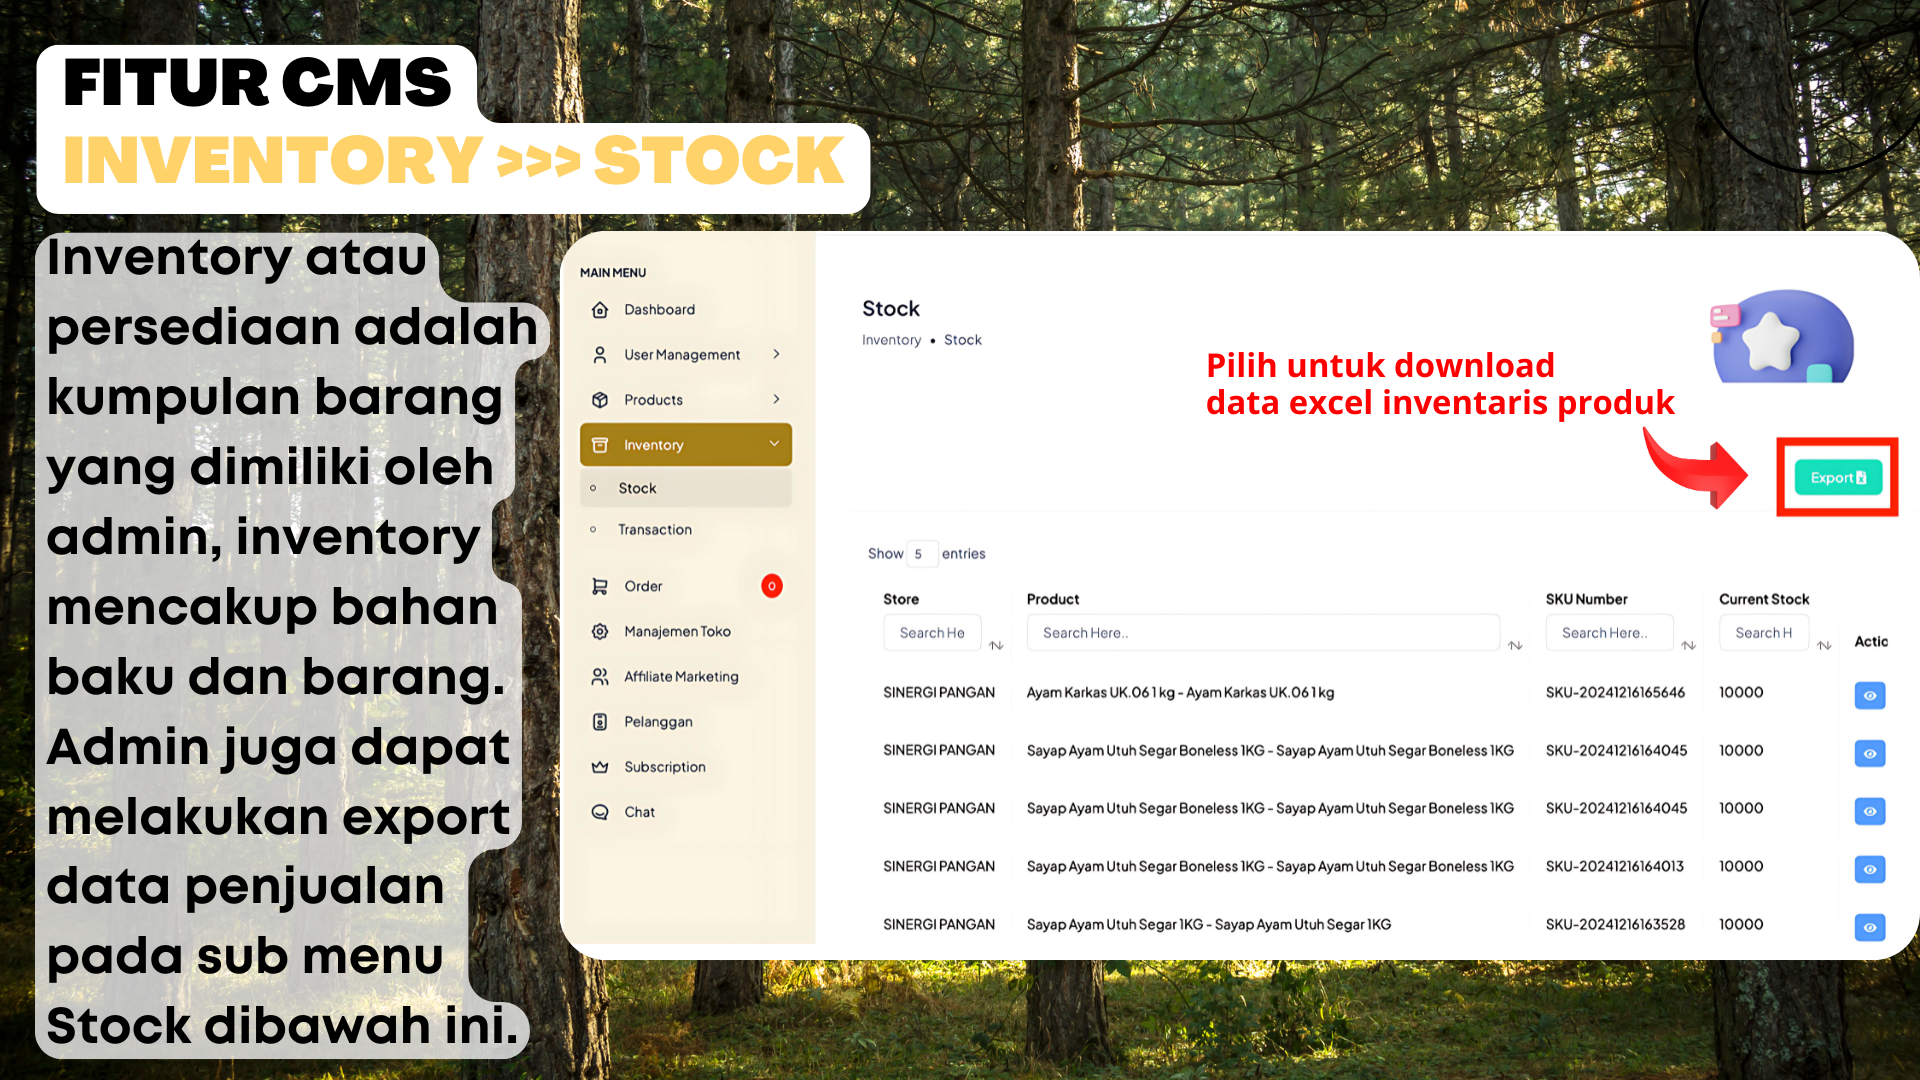 FITUR CMS
INVENTORY >>> STOCK
Inventory atau
persediaan adalah
kumpulan barang
yang dimiliki oleh
admin, inventory
mencakup bahan
baku dan barang.
Admin juga dapat
melakukan export
data penjualan
pada sub menu
Stock dibawah ini.
MAIN MENU
Dashboard
User Management
Products
Inventory
Stock
Transaction
Order 0
Manajemen Toko
Affiliate Marketing
Pelanggan
Subscription
Chat
Stock
Inventory • Stock
Pilih untuk download
data excel inventaris produk
Export
Show 5 entries
Store Product SKU Number Current Stock Actic
Search He Search Here.. Search Here.. Search H
SINERGI PANGAN Ayam Karkas UK.06 1 kg - Ayam Karkas UK.06 1 kg SKU-20241216165646 10000
SINERGI PANGAN Sayap Ayam Utuh Segar Boneless 1KG - Sayap Ayam Utuh Segar Boneless 1KG SKU-20241216164045 10000
SINERGI PANGAN Sayap Ayam Utuh Segar Boneless 1KG - Sayap Ayam Utuh Segar Boneless 1KG SKU-20241216164045 10000
SINERGI PANGAN Sayap Ayam Utuh Segar Boneless 1KG - Sayap Ayam Utuh Segar Boneless 1KG SKU-20241216164013 10000
SINERGI PANGAN Sayap Ayam Utuh Segar 1KG - Sayap Ayam Utuh Segar 1KG SKU-20241216163528 10000